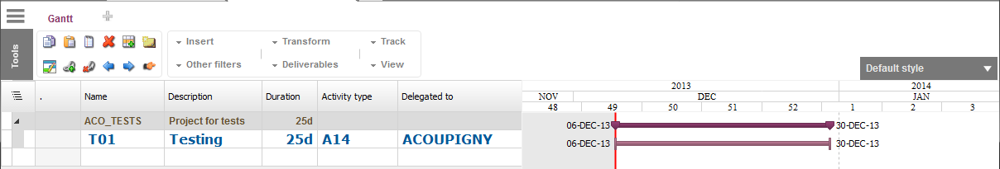 Gantt
Tools
Insert Transform Track
Other filters Deliverables View
Default style
. Name Description Duration Activity type Delegated to
2013 2014
NOV DEC JAN
48 49 50 51 52 1 2 3
ACO_TESTS Project for tests 25d 06-DEC-13 30-DEC-13
T01 Testing 25d A14 ACOUPIGNY 06-DEC-13 30-DEC-13